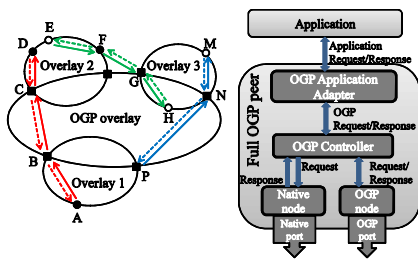 E
D
F
Overlay 2
Overlay 3
M
C
G
N
OGP overlay
H
B
P
Overlay 1
A
Application
Application
Request/Response
OGP Application
Adapter
OGP
Request/Response
Full OGP peer
OGP Controller
Request
Response
Request/
Response
Native
node
OGP
node
Native
port
OGP
port